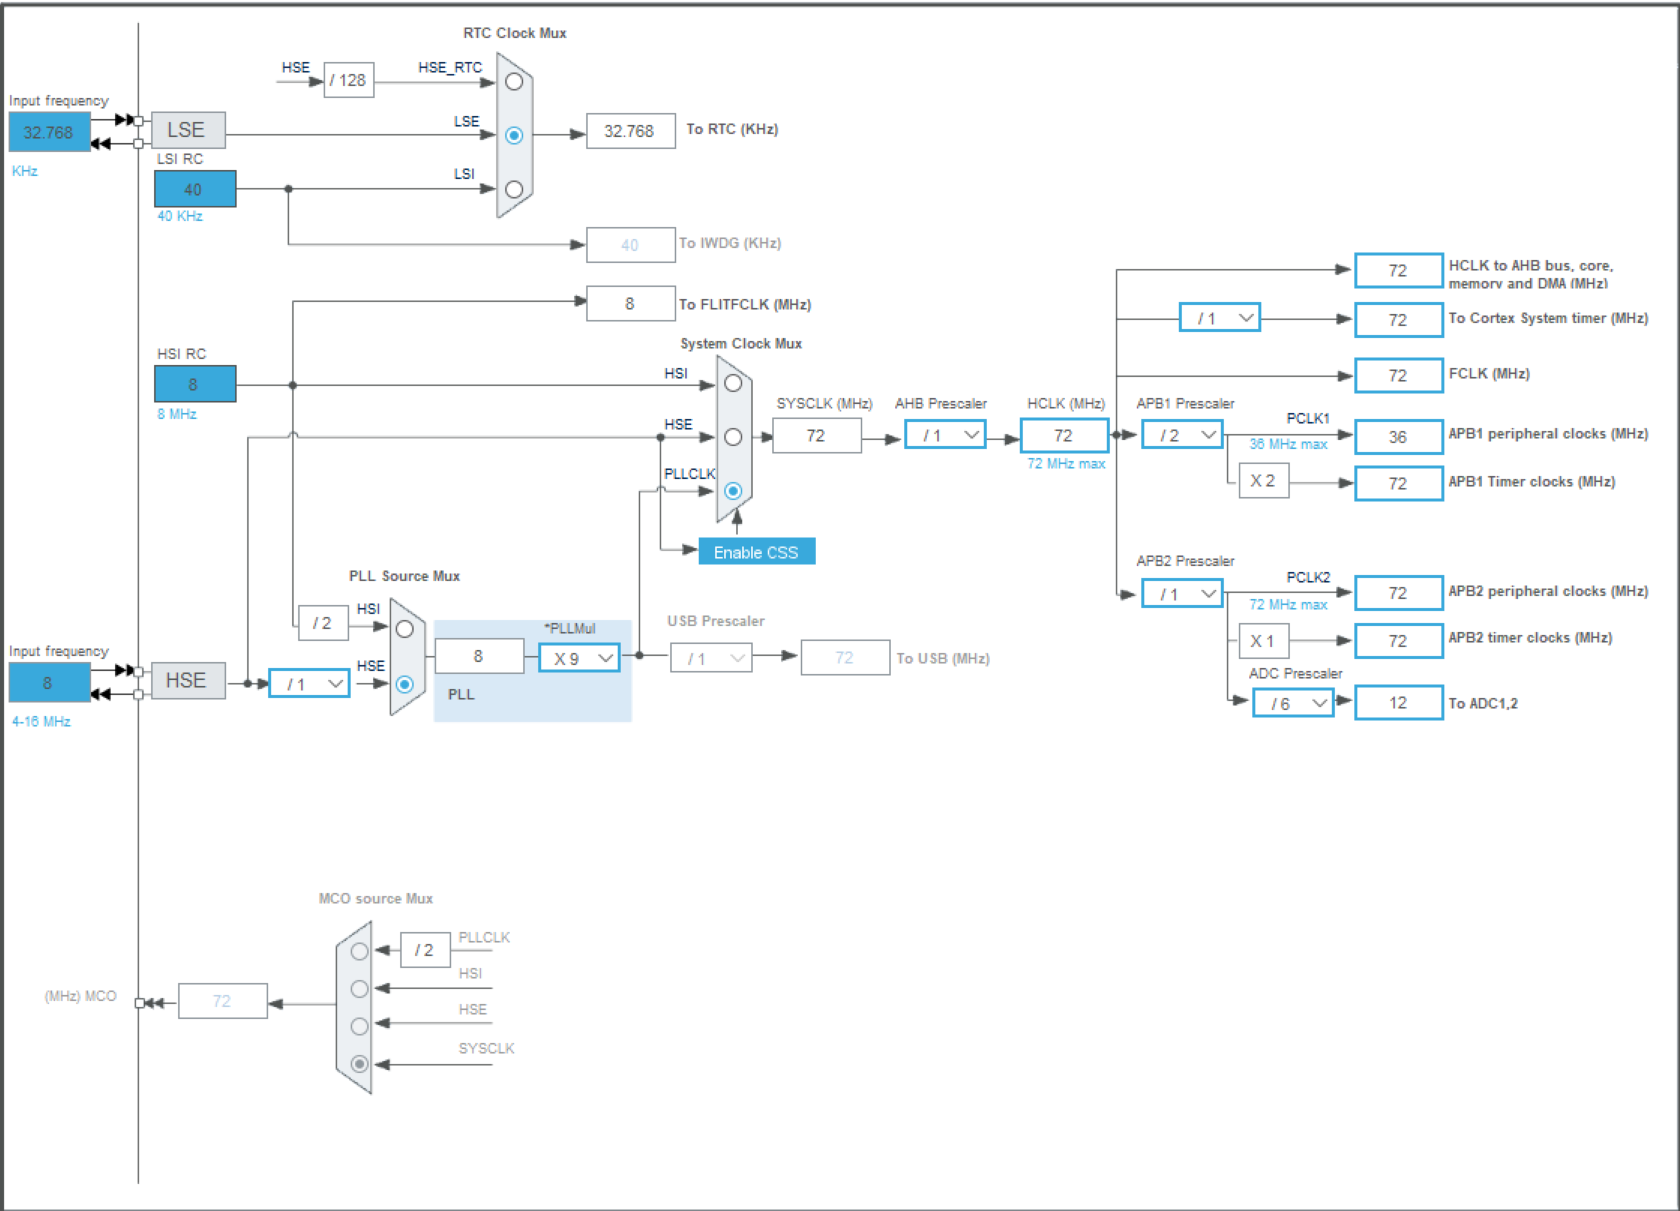 RTC Clock Mux
HSE
/ 128
HSE_RTC
Input frequency
32.768
KHz
LSE
LSE
32.768
To RTC (KHz)
LSI RC
40
40 KHz
LSI
40
To IWDG (KHz)
8
To FLITFCLK (MHz)
HSI RC
8
8 MHz
System Clock Mux
HSI
HSE
PLLCLK
Enable CSS
SYSCLK (MHz)
72
AHB Prescaler
/ 1
HCLK (MHz)
72
72 MHz max
72
HCLK to AHB bus, core,
memory and DMA (MHz)
/ 1
72
To Cortex System timer (MHz)
72
FCLK (MHz)
APB1 Prescaler
/ 2
PCLK1
36 MHz max
36
APB1 peripheral clocks (MHz)
X 2
72
APB1 Timer clocks (MHz)
APB2 Prescaler
/ 1
PCLK2
72 MHz max
72
APB2 peripheral clocks (MHz)
X 1
72
APB2 timer clocks (MHz)
ADC Prescaler
/ 6
12
To ADC1,2
PLL Source Mux
/ 2
HSI
Input frequency
8
4-16 MHz
HSE
/ 1
HSE
8
PLL
*PLLMul
X 9
USB Prescaler
/ 1
72
To USB (MHz)
MCO source Mux
/ 2
PLLCLK
HSI
HSE
SYSCLK
(MHz) MCO
72